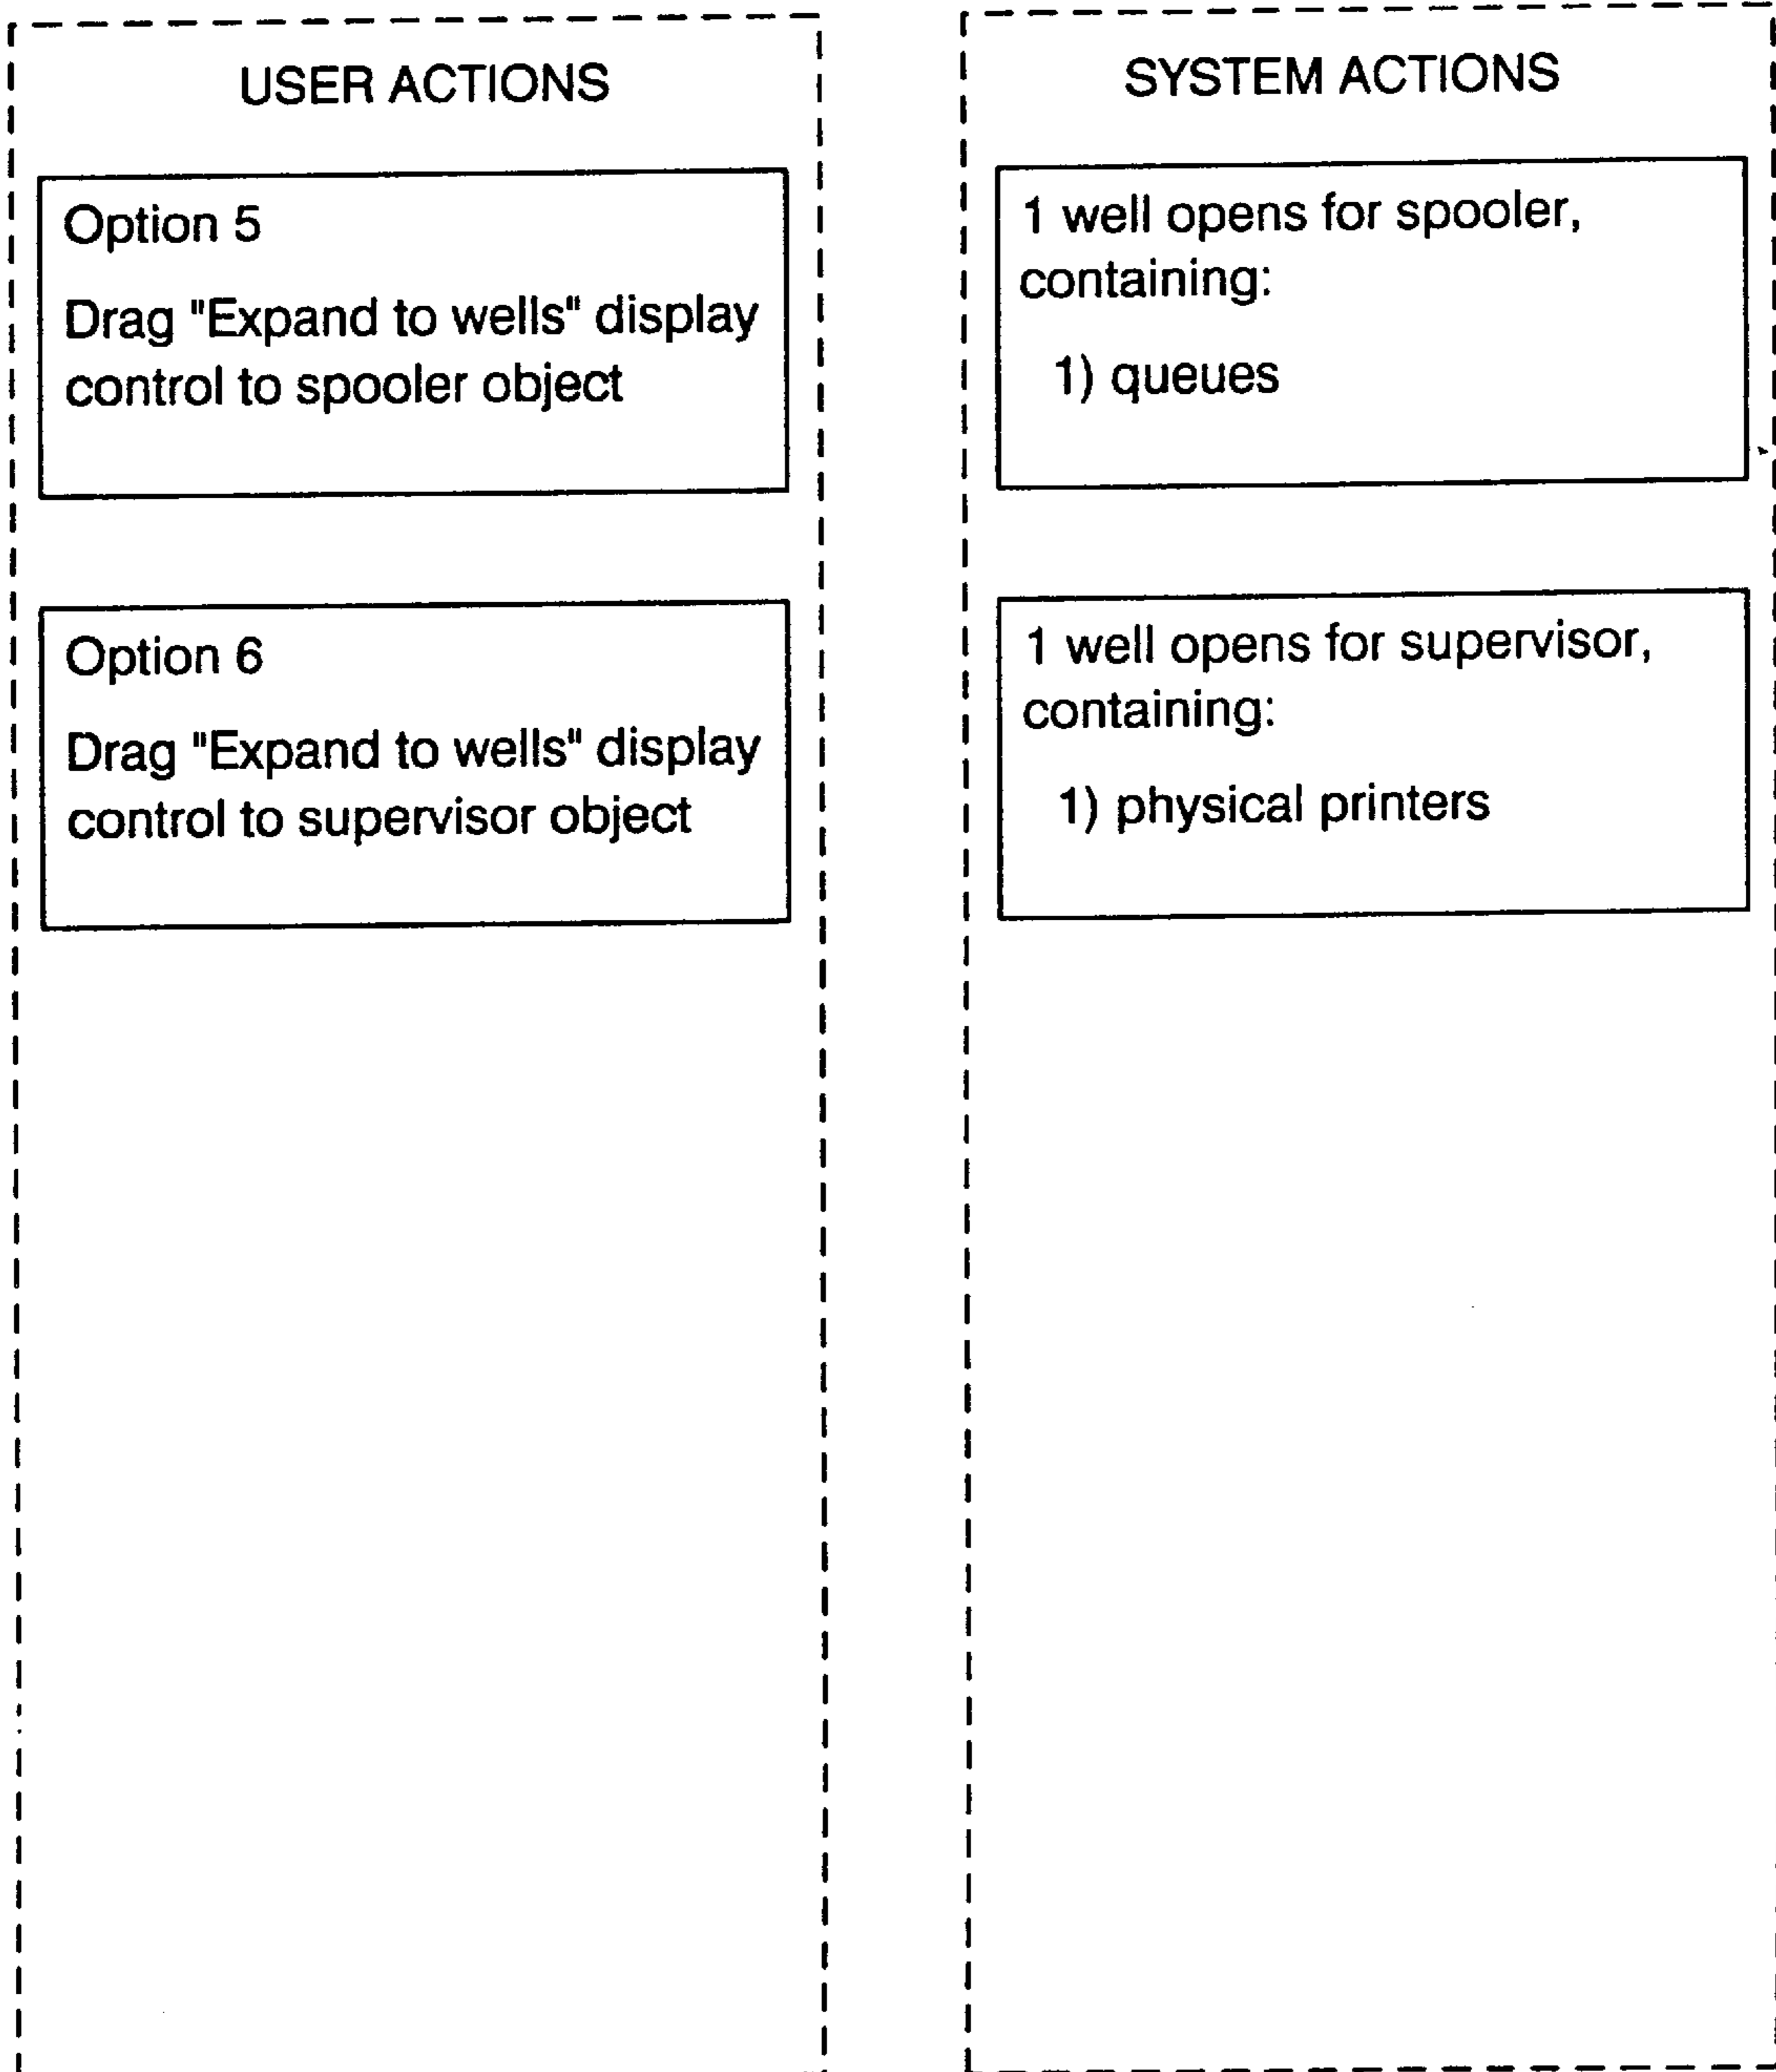 USER ACTIONS
Option 5
Drag "Expand to wells" display
control to spooler object
Option 6
Drag "Expand to wells" display
control to supervisor object
SYSTEM ACTIONS
1 well opens for spooler,
containing:
1) queues
1 well opens for supervisor,
containing:
1) physical printers